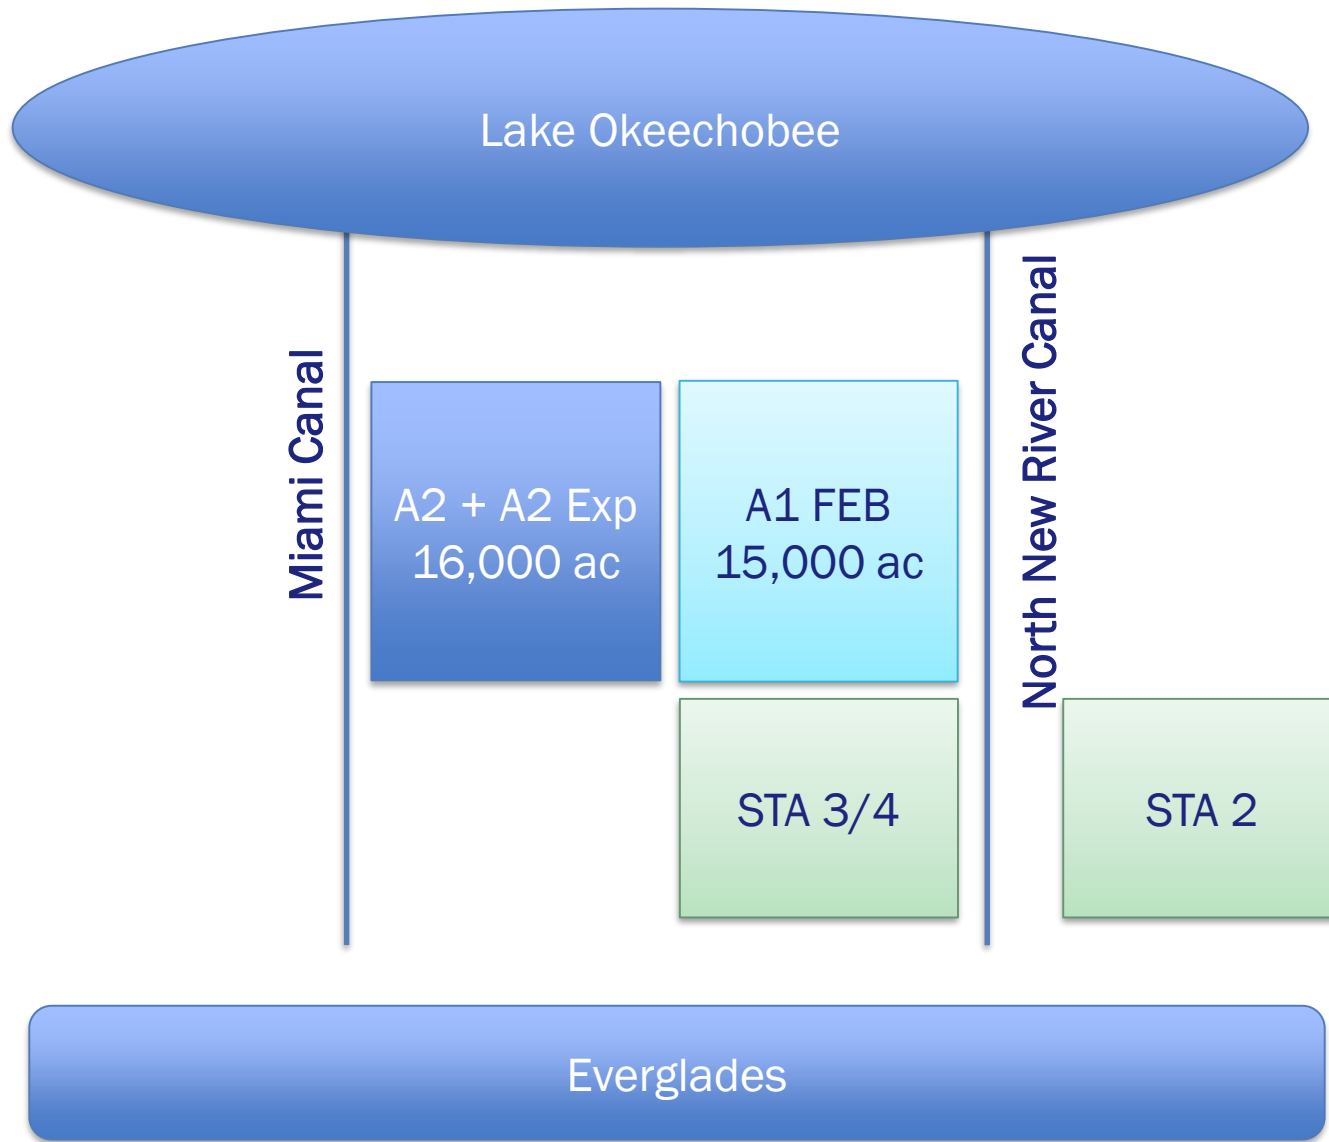 Lake Okeechobee
Miami Canal
North New River Canal
A2 + A2 Exp
16,000 ac
A1 FEB
15,000 ac
STA 3/4
STA 2
Everglades